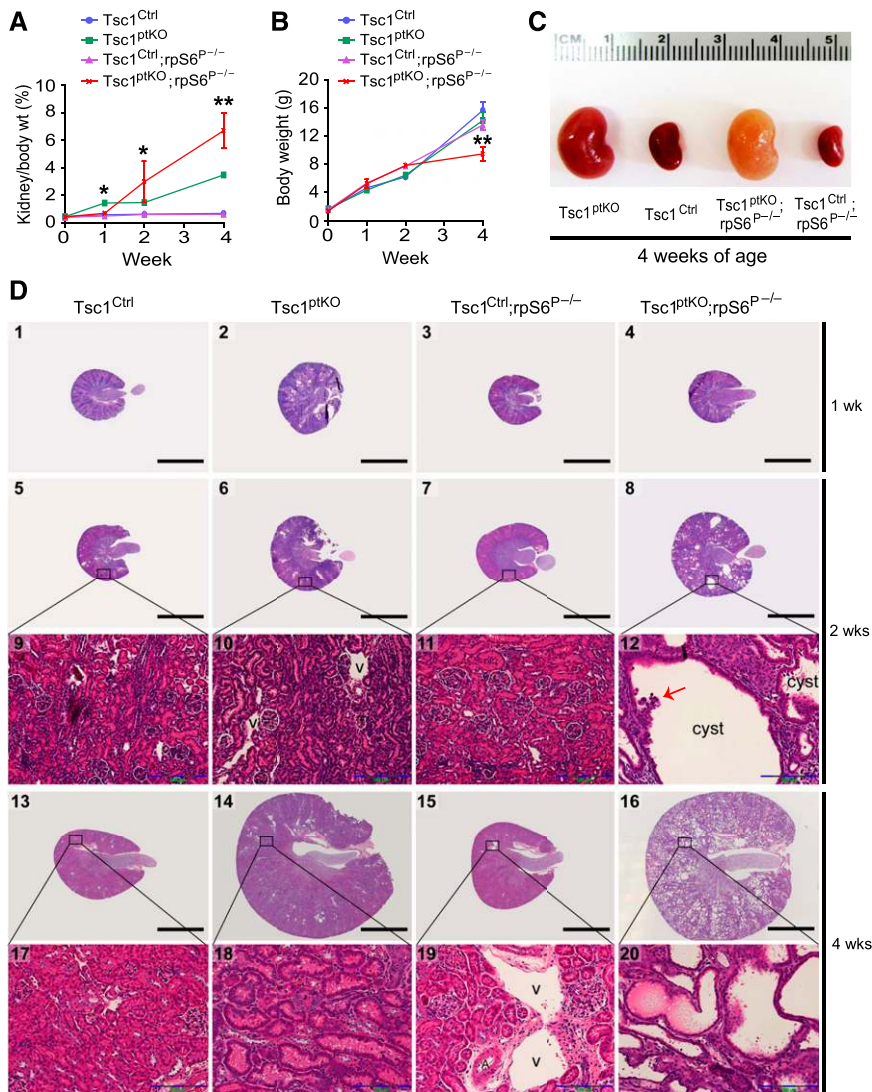 A
Tsc1Ctrl
Tsc1ptKO
Tsc1Ctrl;rpS6P−/−
Tsc1ptKO;rpS6P−/−
Kidney/body wt (%)
10
8
6
4
2
0
*
*
**
0 1 2 4
Week
B
Tsc1Ctrl
Tsc1ptKO
Tsc1Ctrl;rpS6P−/−
Tsc1ptKO;rpS6P−/−
Body weight (g)
20
16
12
8
4
0
**
0 1 2 4
Week
C
CM 1 2 3 4 5
Tsc1ptKO
Tsc1Ctrl
Tsc1ptKO;
rpS6P−/−
Tsc1Ctrl;
rpS6P−/−
4 weeks of age
D
Tsc1Ctrl Tsc1ptKO Tsc1Ctrl;rpS6P−/− Tsc1ptKO;rpS6P−/−
1 2 3 4
1 wk
5 6 7 8
2 wks
9 10 11 12
v
v
cyst
cyst
13 14 15 16
4 wks
17 18 19 20
v
A
v